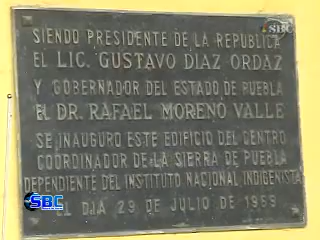 SIENDO PRESIDENTE DE LA REPUBLICA
EL LIC. GUSTAVO DIAZ ORDAZ
Y GOBERNADOR DEL ESTADO DE PUEBLA
EL DR. RAFAEL MORENO VALLE
SE INAUGURO ESTE EDIFICIO DEL CENTRO
COORDINADOR DE LA SIERRA DE PUEBLA
DEPENDIENTE DEL INSTITUTO NACIONAL INDIGENISTA
EL DIA 29 DE JULIO DE 1969
SBC
SBC